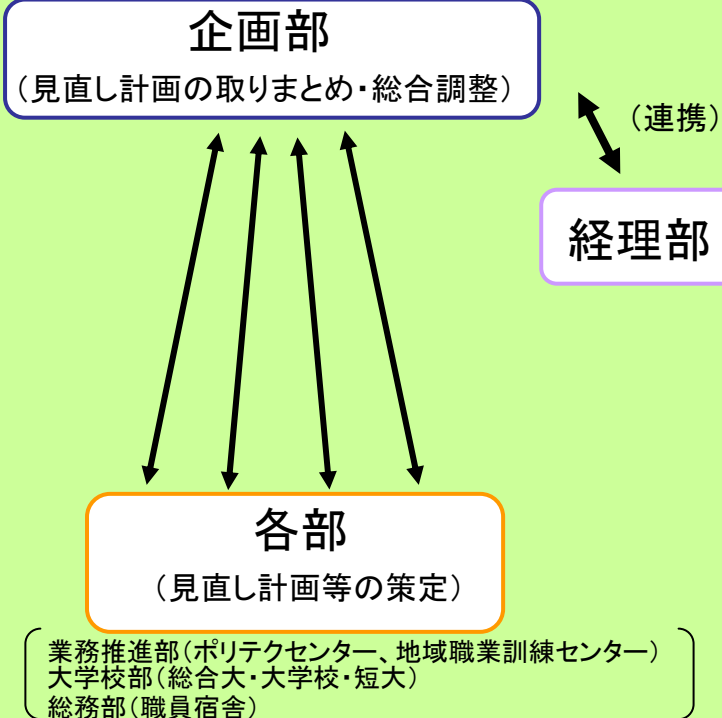 企画部
（見直し計画の取りまとめ・総合調整）
（連携）
経理部
各部
（見直し計画等の策定）
業務推進部（ポリテクセンター、地域職業訓練センター）
大学校部（総合大・大学校・短大）
総務部（職員宿舎）